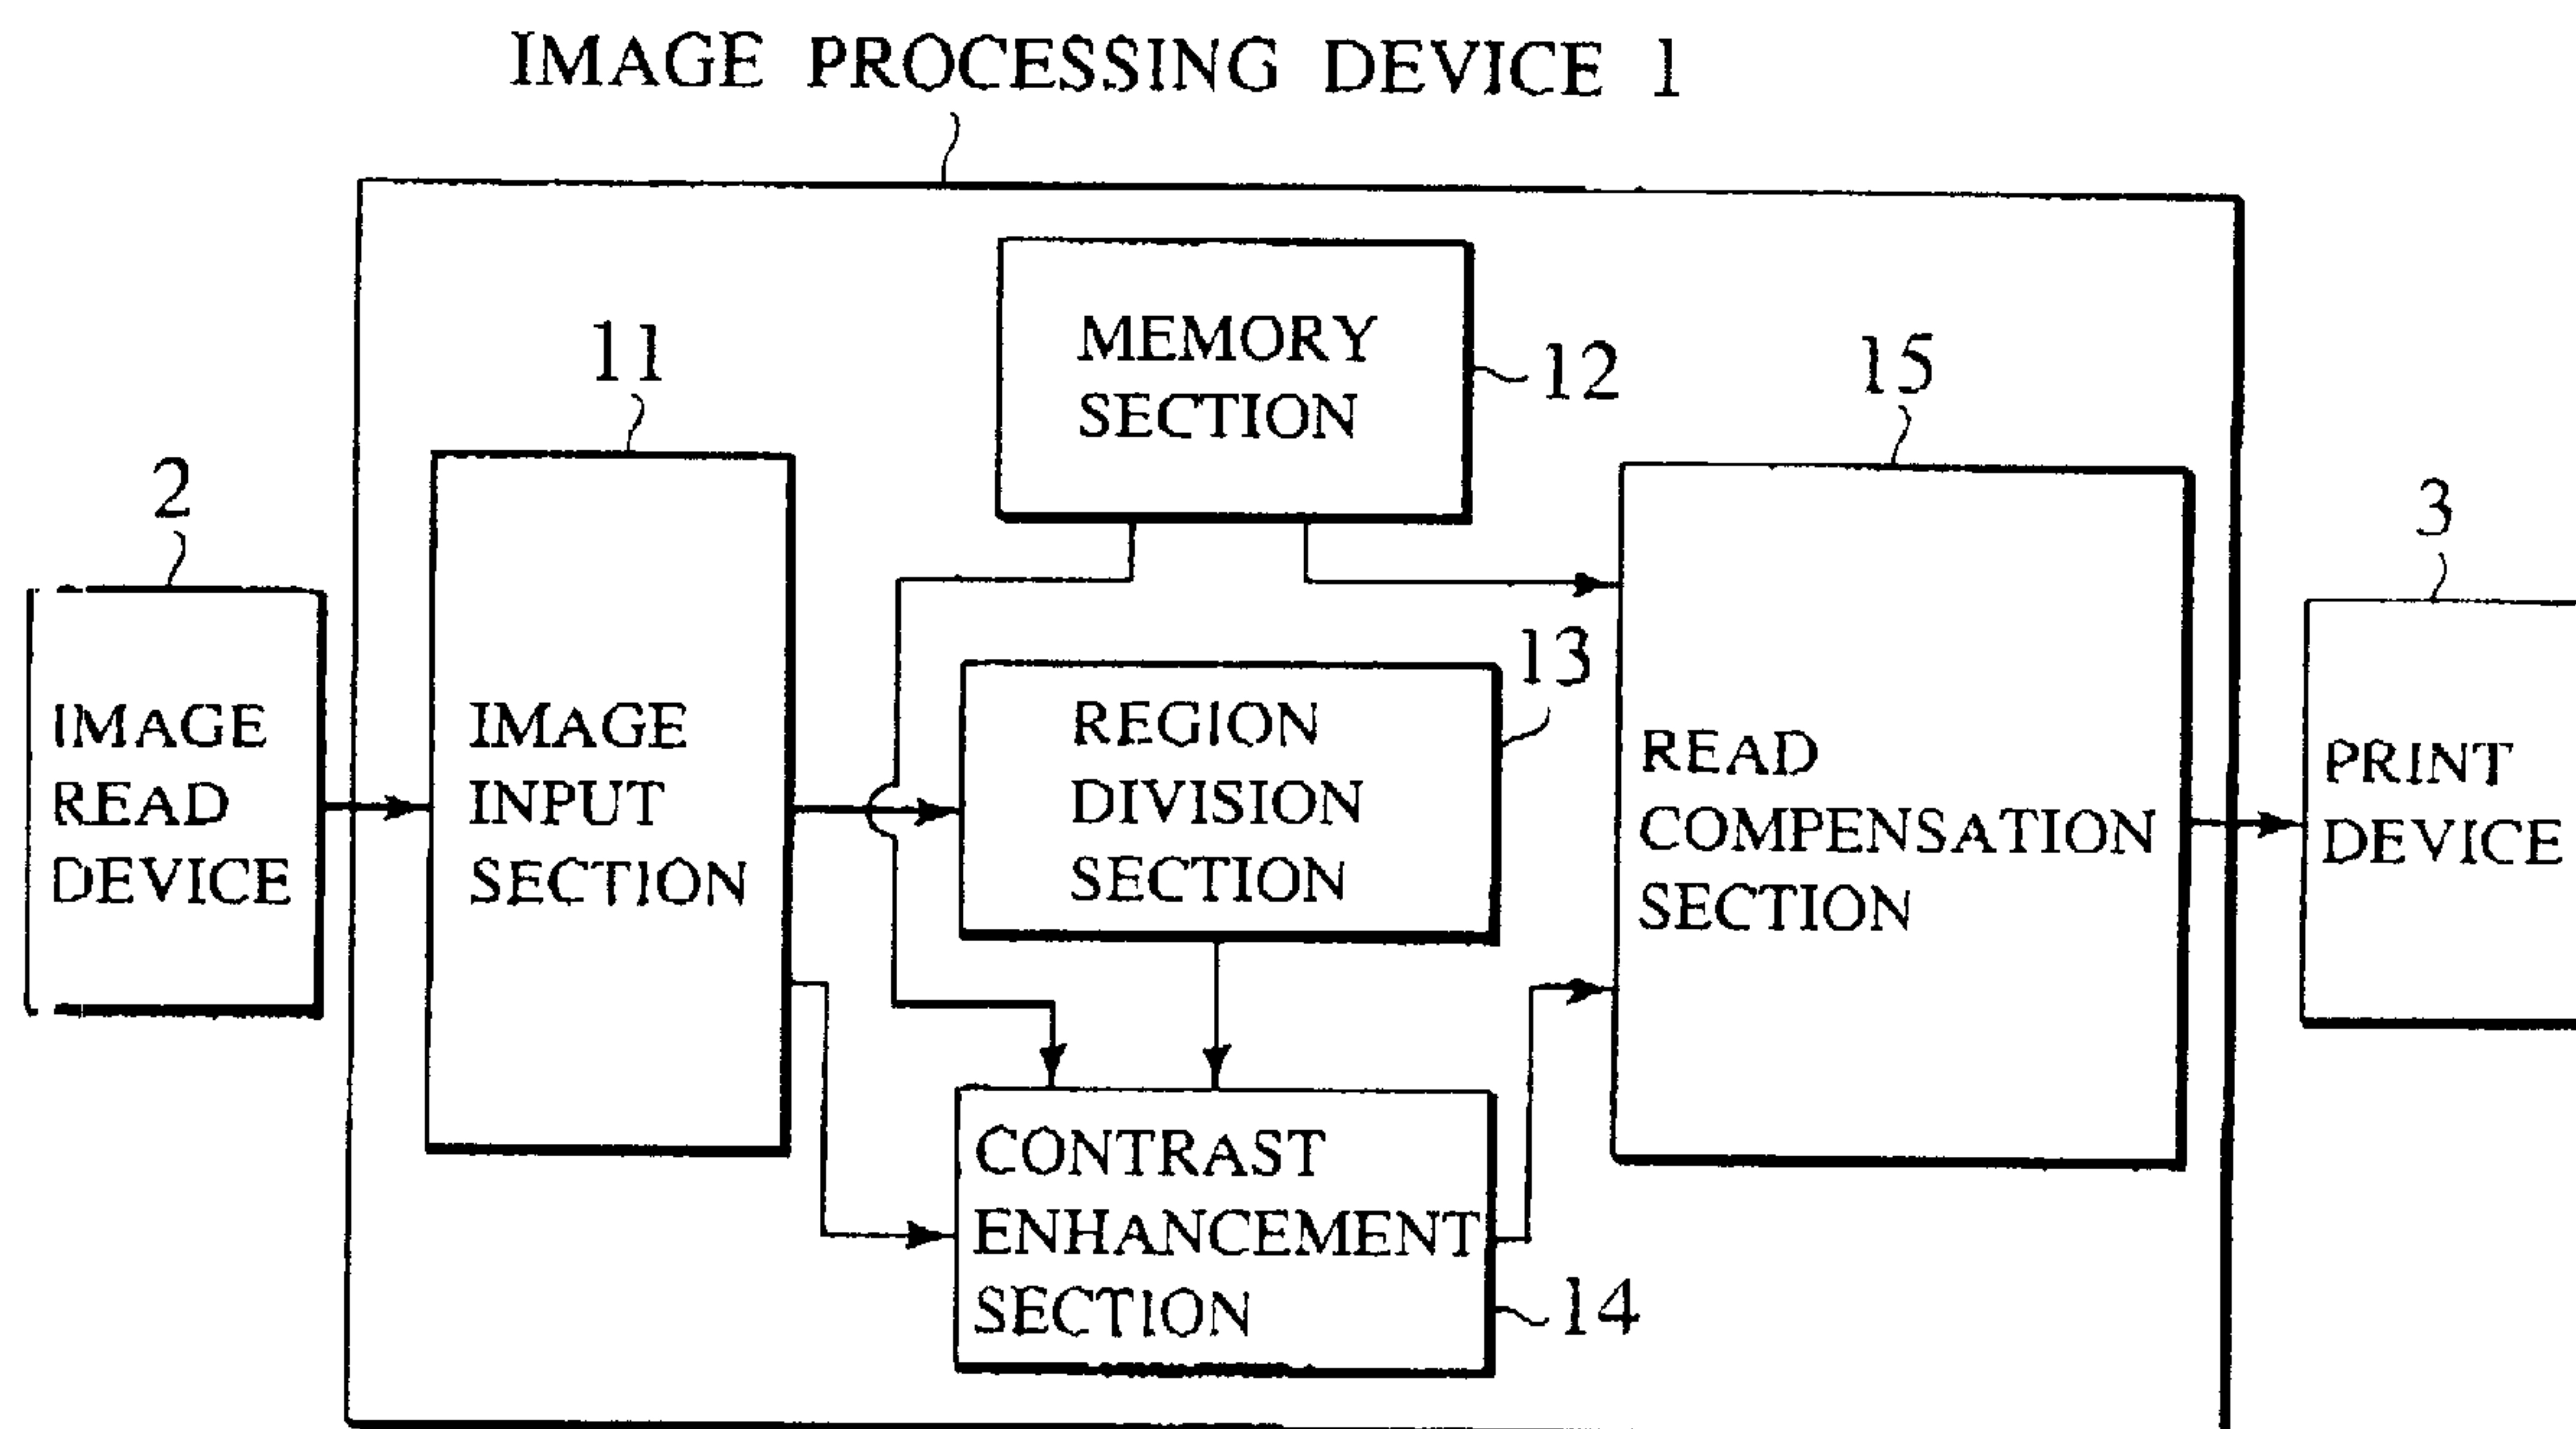 IMAGE PROCESSING DEVICE 1
2
IMAGE
READ
DEVICE
11
IMAGE
INPUT
SECTION
MEMORY
SECTION
12
13
REGION
DIVISION
SECTION
CONTRAST
ENHANCEMENT
SECTION
14
15
READ
COMPENSATION
SECTION
3
PRINT
DEVICE